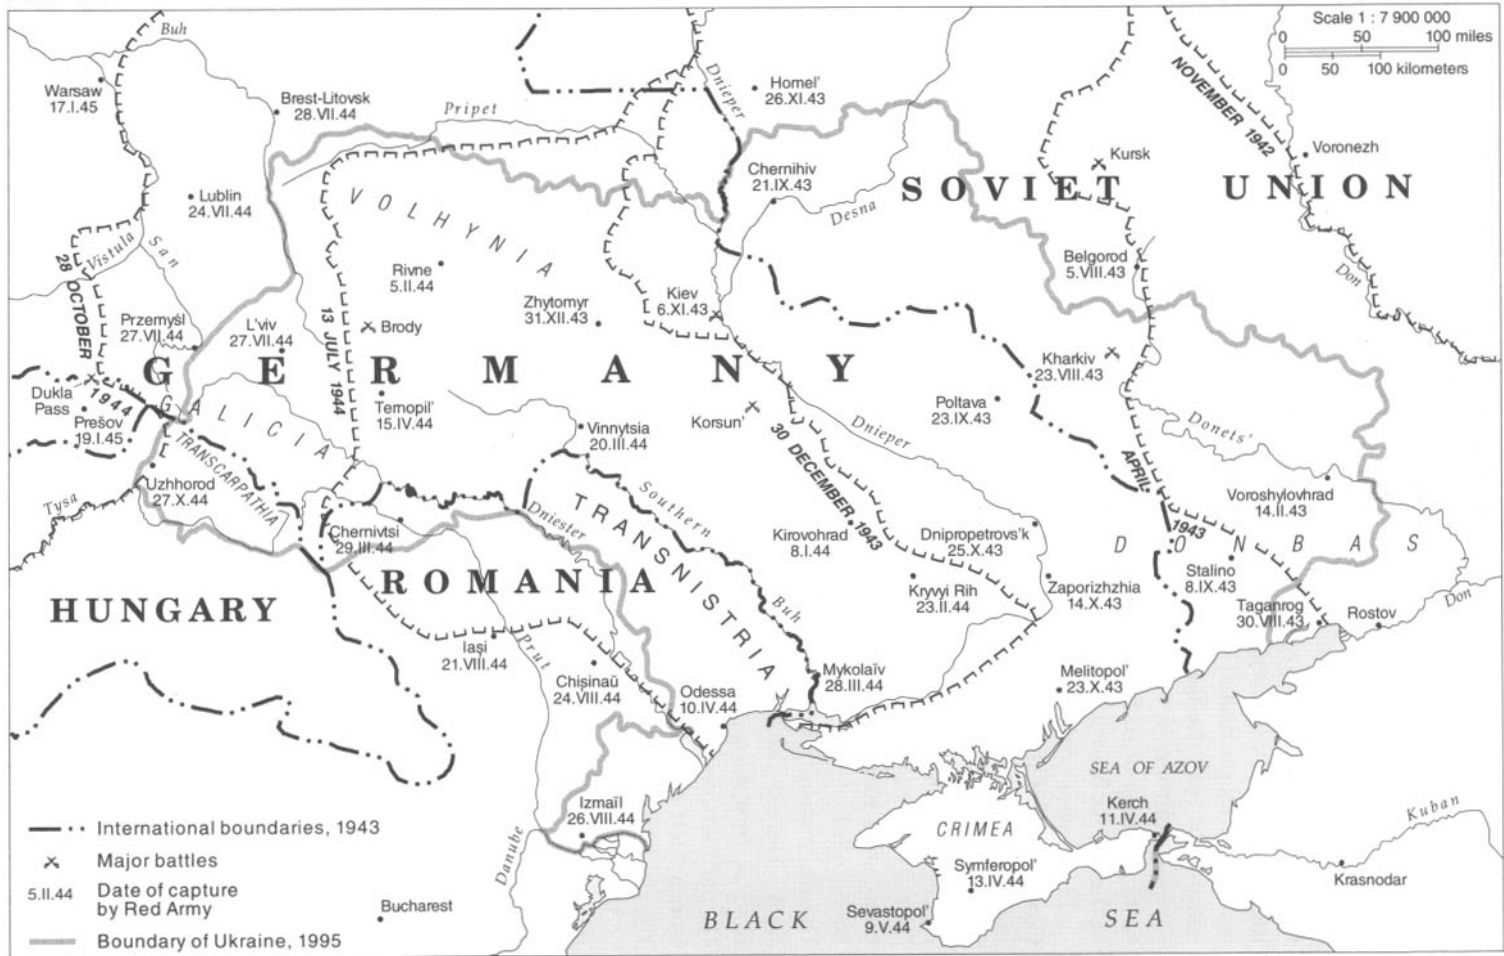 Scale 1 : 7 900 000
0 50 100 miles
0 50 100 kilometers
Buh
Warsaw
17.I.45
Brest-Litovsk
28.VII.44
Pripet
Dnieper
Homel'
26.XI.43
NOVEMBER 1942
Voronezh
Kursk
Chernihiv
21.IX.43
Desna
SOVIET UNION
Lublin
24.VII.44
VOLHYNIA
Vistula
San
28 OCTOBER
1944
Rivne
5.II.44
Zhytomyr
31.XII.43
Kiev
6.XI.43
Belgorod
5.VIII.43
Don
Przemyśl
27.VII.44
L'viv
27.VII.44
13 JULY 1944
Brody
GERMANY
Kharkiv
23.VIII.43
Dukla
Pass
Prešov
19.I.45
GALICIA
Ternopil'
15.IV.44
Vinnytsia
20.III.44
Korsun'
Dnieper
Poltava
23.IX.43
Donets'
30 DECEMBER 1943
APRIL
1943
TRANSCARPATHIA
Uzhhorod
27.X.44
Tysa
Voroshylovhrad
14.II.43
Chernivtsi
29.III.44
Dniester
TRANSNISTRIA
Southern
Buh
Kirovohrad
8.I.44
Dnipropetrovs'k
25.X.43
DONBAS
Stalino
8.IX.43
ROMANIA
HUNGARY
Kryvyi Rih
23.II.44
Zaporizhzhia
14.X.43
Taganrog
30.VIII.43
Rostov
Don
Iaşi
21.VIII.44
Prut
Chişinaŭ
24.VIII.44
Odessa
10.IV.44
Mykolaïv
28.III.44
Melitopol'
23.X.43
SEA OF AZOV
Izmaïl
26.VIII.44
Danube
Kerch
11.IV.44
CRIMEA
Kuban
Symferopol'
13.IV.44
Krasnodar
Bucharest
Sevastopol'
9.V.44
BLACK SEA
International boundaries, 1943
Major battles
5.II.44 Date of capture
by Red Army
Boundary of Ukraine, 1995